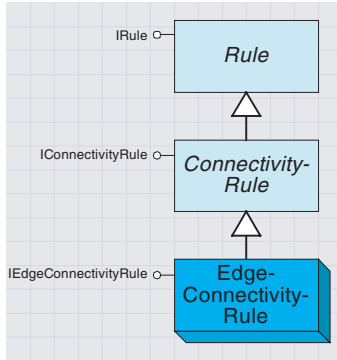 IRule
Rule
IConnectivityRule
Connectivity-
Rule
IEdgeConnectivityRule
Edge-
Connectivity-
Rule